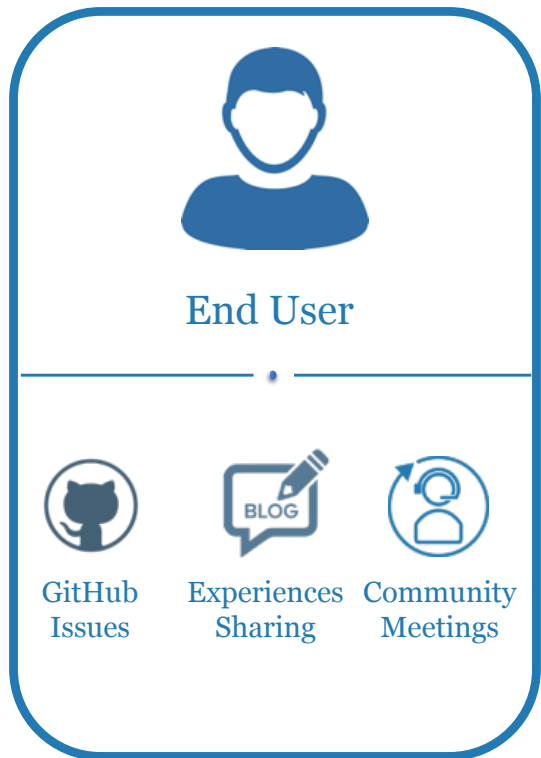 End User
BLOG
GitHub
Issues
Experiences
Sharing
Community
Meetings